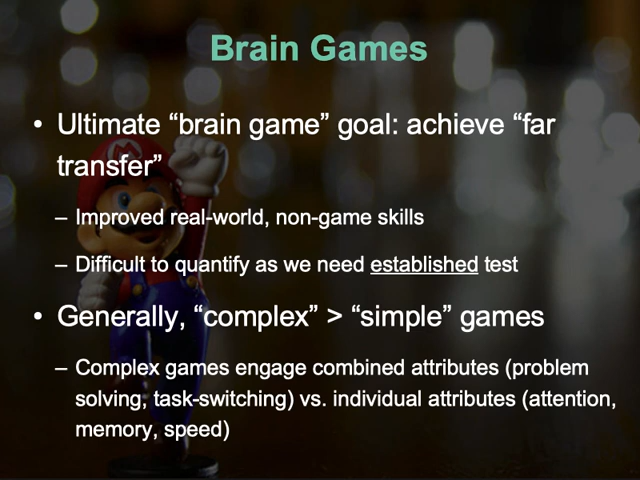 Brain Games
• Ultimate “brain game” goal: achieve “far
transfer”
– Improved real-world, non-game skills
– Difficult to quantify as we need established test
• Generally, “complex” > “simple” games
– Complex games engage combined attributes (problem
solving, task-switching) vs. individual attributes (attention,
memory, speed)